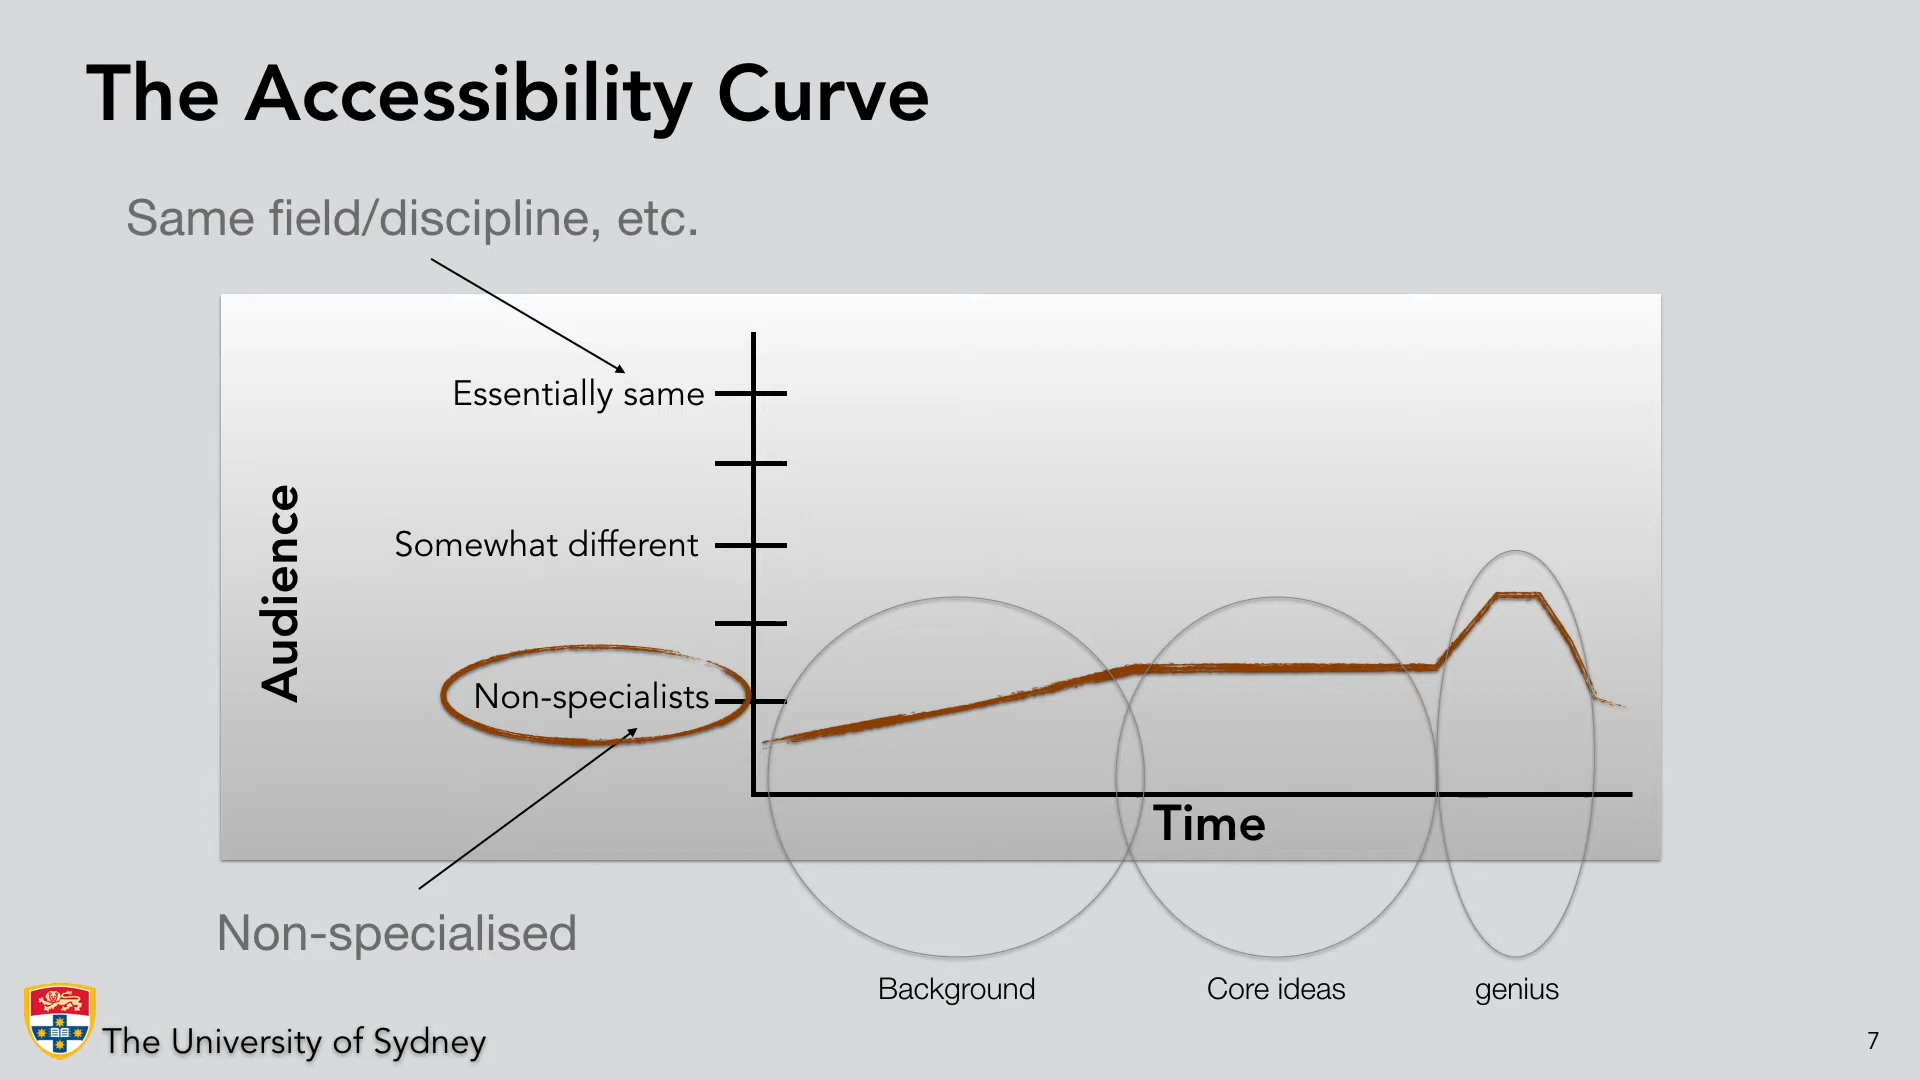 The Accessibility Curve
Same field/discipline, etc.
Essentially same
Somewhat different
Audience
Non-specialists
Time
Non-specialised
Background
Core ideas
genius
The University of Sydney
7